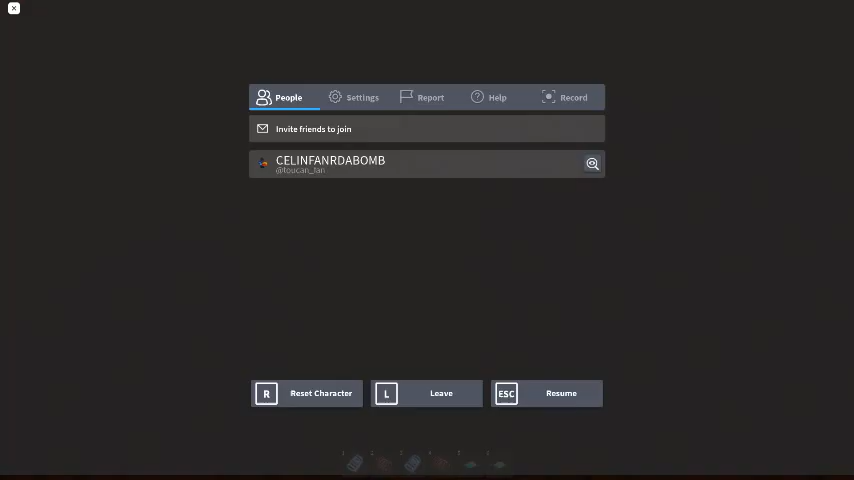 People
Settings
Report
Help
Record
Invite friends to join
CELINFANRDABOMB
@toucan_fan
R Reset Character
L Leave
ESC Resume